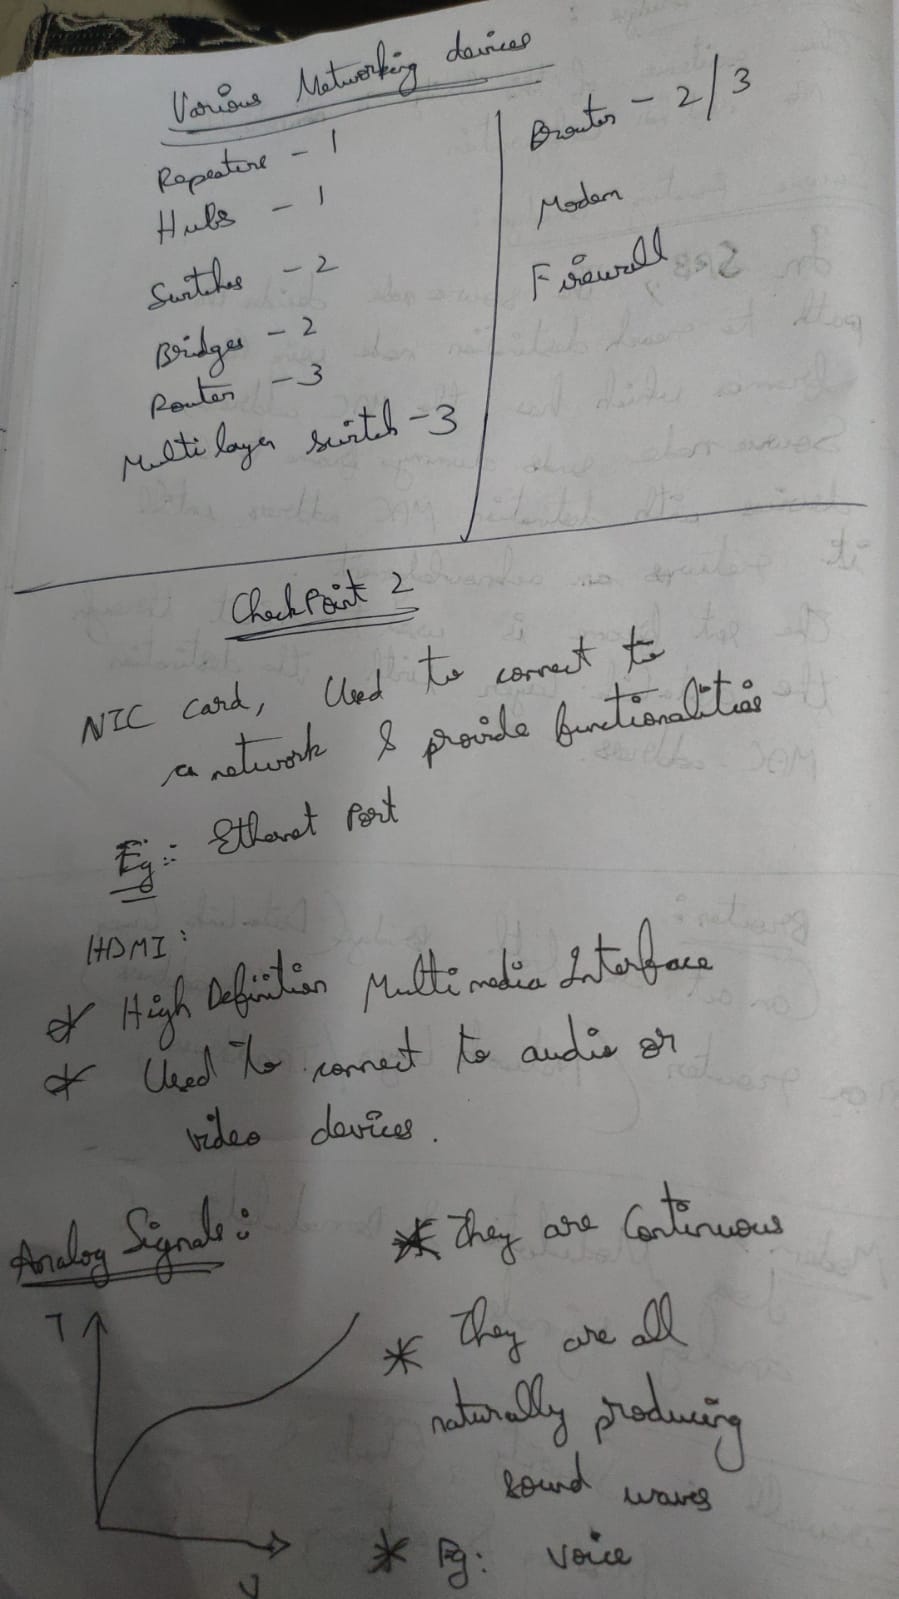 Various Networking devices
Repeaters - 1
Hubs - 1
Switches - 2
Bridges - 2
Router - 3
Multi layer switch - 3
Brouter - 2/3
Modem
Firewall
CheckPoint 2
NIC card, Used to connect to
a network & provide functionalities
Eg: Ethernet Port
HDMI:
* High Definition Multimedia Interface
* Used to connect to audio or
video devices.
Analog Signals:
* They are Continuous
* They are all
naturally producing
sound waves
* Eg: Voice